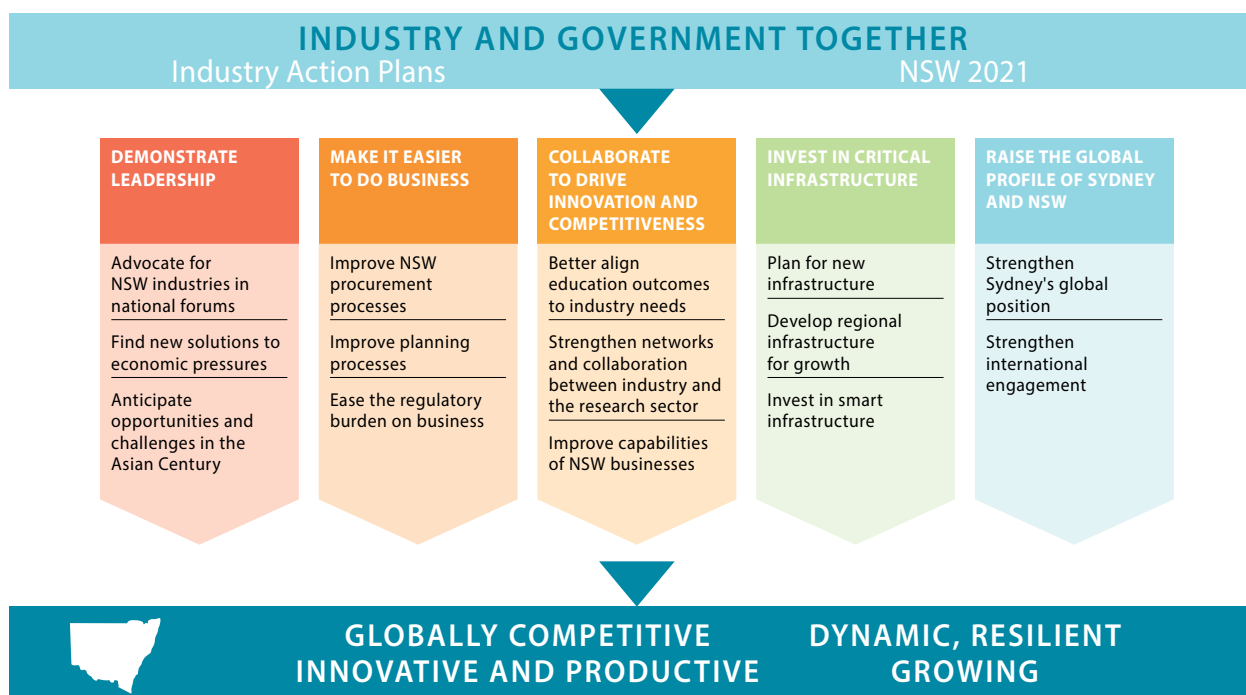 INDUSTRY AND GOVERNMENT TOGETHER
Industry Action Plans
NSW 2021
DEMONSTRATE
LEADERSHIP
Advocate for
NSW industries in
national forums
Find new solutions to
economic pressures
Anticipate
opportunities and
challenges in the
Asian Century
MAKE IT EASIER
TO DO BUSINESS
Improve NSW
procurement
processes
Improve planning
processes
Ease the regulatory
burden on business
COLLABORATE
TO DRIVE
INNOVATION AND
COMPETITIVENESS
Better align
education outcomes
to industry needs
Strengthen networks
and collaboration
between industry and
the research sector
Improve capabilities
of NSW businesses
INVEST IN CRITICAL
INFRASTRUCTURE
Plan for new
infrastructure
Develop regional
infrastructure
for growth
Invest in smart
infrastructure
RAISE THE GLOBAL
PROFILE OF SYDNEY
AND NSW
Strengthen
Sydney's global
position
Strengthen
international
engagement
GLOBALLY COMPETITIVE
INNOVATIVE AND PRODUCTIVE
DYNAMIC, RESILIENT
GROWING